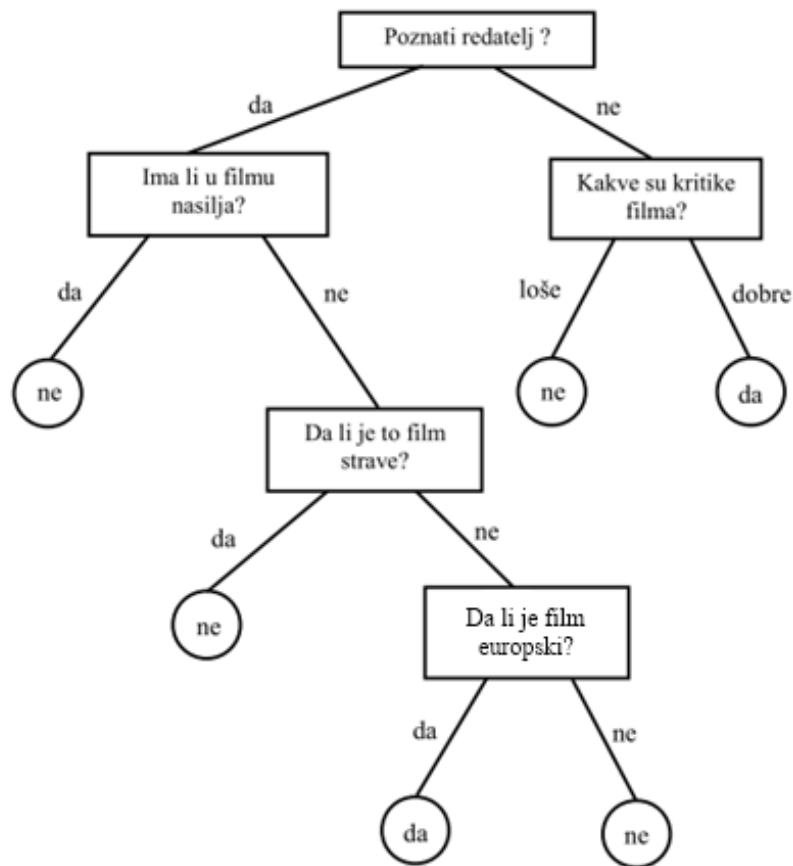 Poznati redatelj ?
da
ne
Ima li u filmu
nasilja?
Kakve su kritike
filma?
da
ne
loše
dobre
ne
ne
da
Da li je to film
strave?
da
ne
ne
Da li je film
europski?
da
ne
da
ne